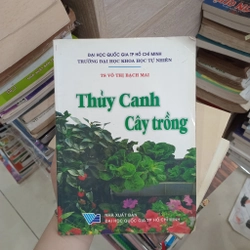 ĐẠI HỌC QUỐC GIA TP HỒ CHÍ MINH
TRƯỜNG ĐẠI HỌC KHOA HỌC TỰ NHIÊN
TS VÕ THỊ BẠCH MAI
Thủy Canh
Cây trồng
NHÀ XUẤT BẢN
ĐẠI HỌC QUỐC GIA TP HỒ CHÍ MINH